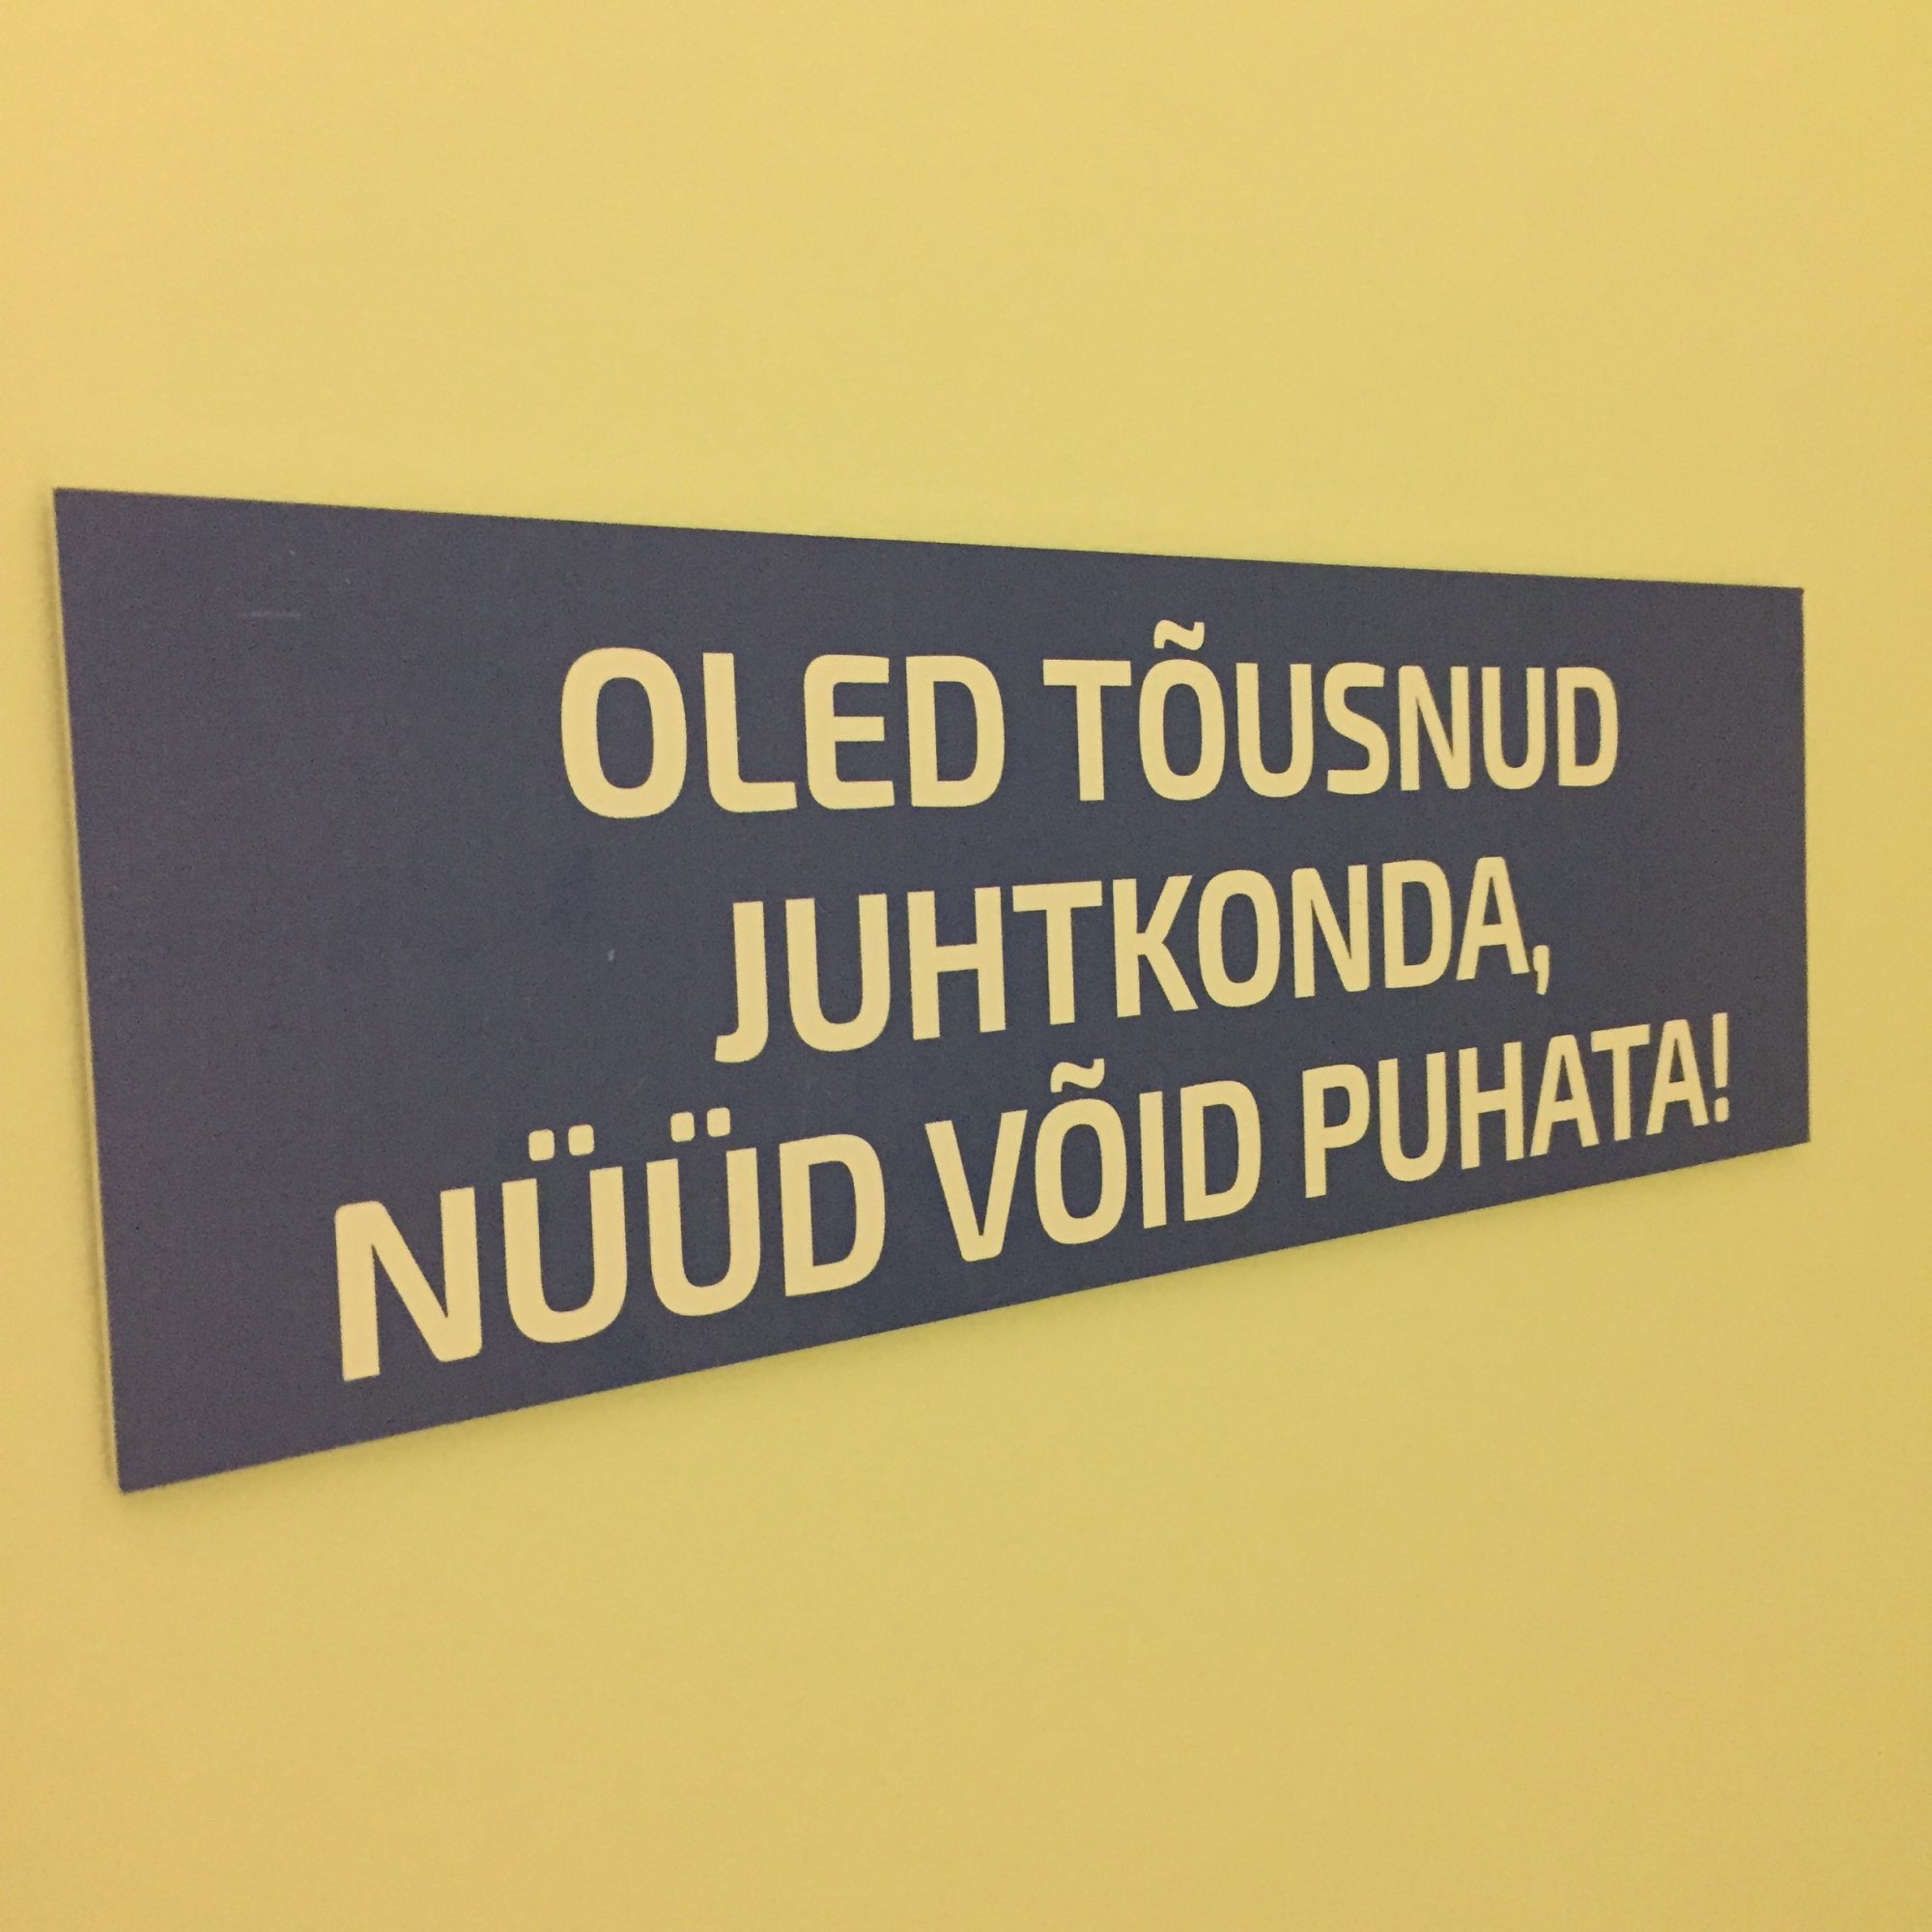 OLED TÕUSNUD
JUHTKONDA,
NÜÜD VÕID PUHATA!